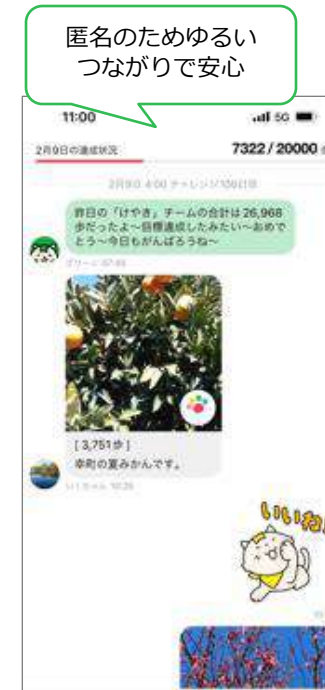 匿名のためゆるい
つながりで安心
11:00
5G
2月9日の達成状況
7322 / 20000
昨日の「けやき」チームの合計は 26,968
歩だったよ~目標達成したみたい~おめで
とう~今日もがんばろうね~
[ 3,751歩 ]
幸町の夏みかんです。
いいね